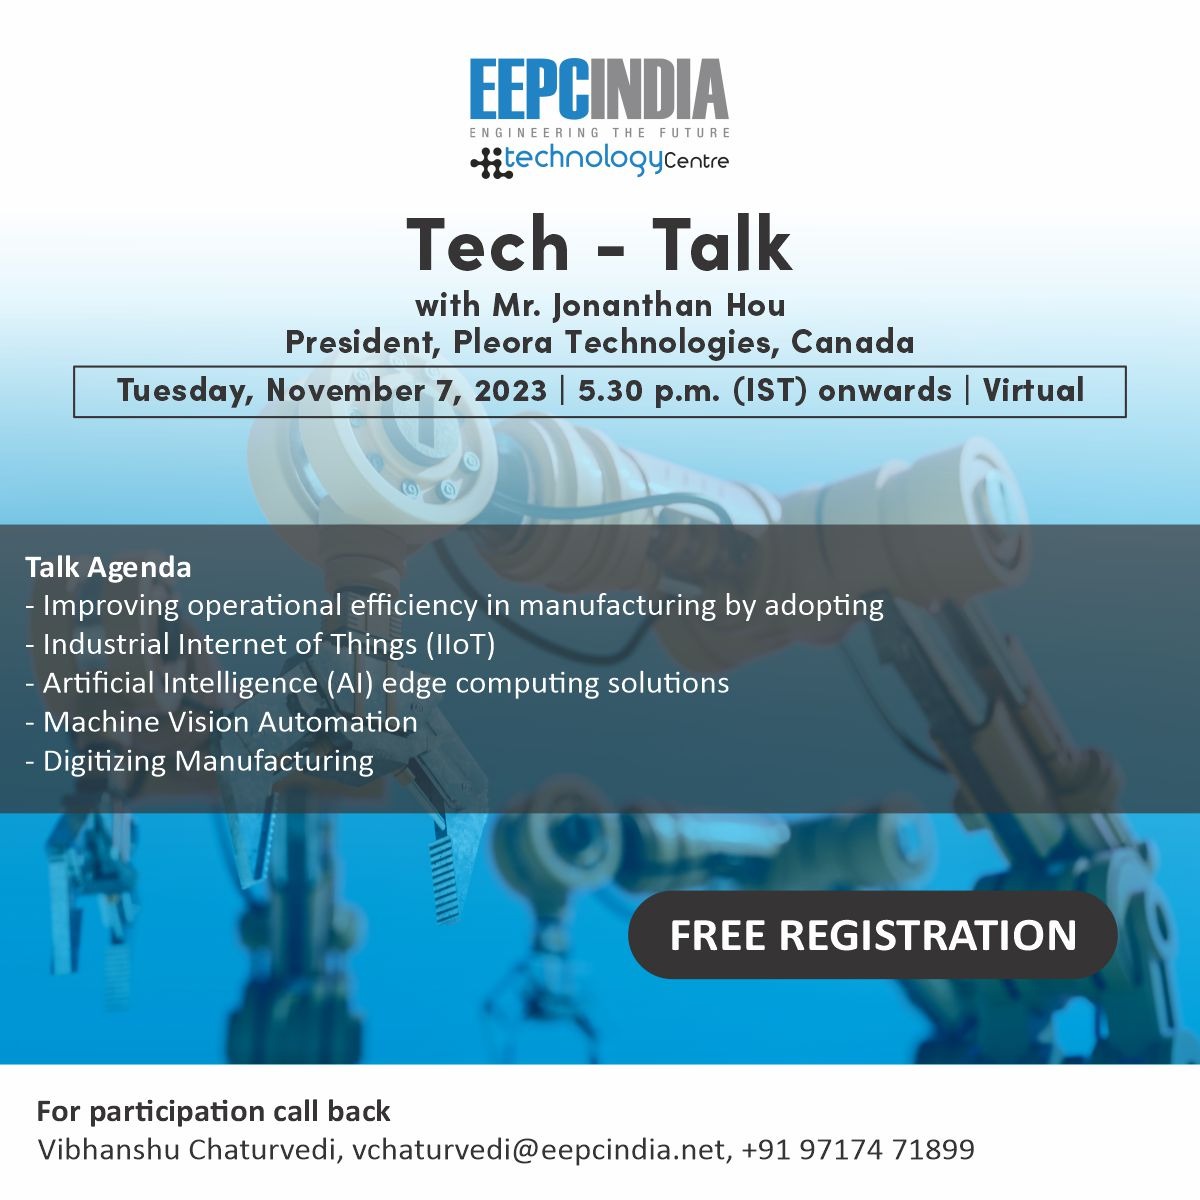 EEPCINDIA
ENGINEERING THE FUTURE
technologyCentre
Tech - Talk
with Mr. Jonanthan Hou
President, Pleora Technologies, Canada
Tuesday, November 7, 2023 | 5.30 p.m. (IST) onwards | Virtual
Talk Agenda
- Improving operational efficiency in manufacturing by adopting
- Industrial Internet of Things (IIoT)
- Artificial Intelligence (AI) edge computing solutions
- Machine Vision Automation
- Digitizing Manufacturing
FREE REGISTRATION
For participation call back
Vibhanshu Chaturvedi, vchaturvedi@eepcindia.net, +91 97174 71899